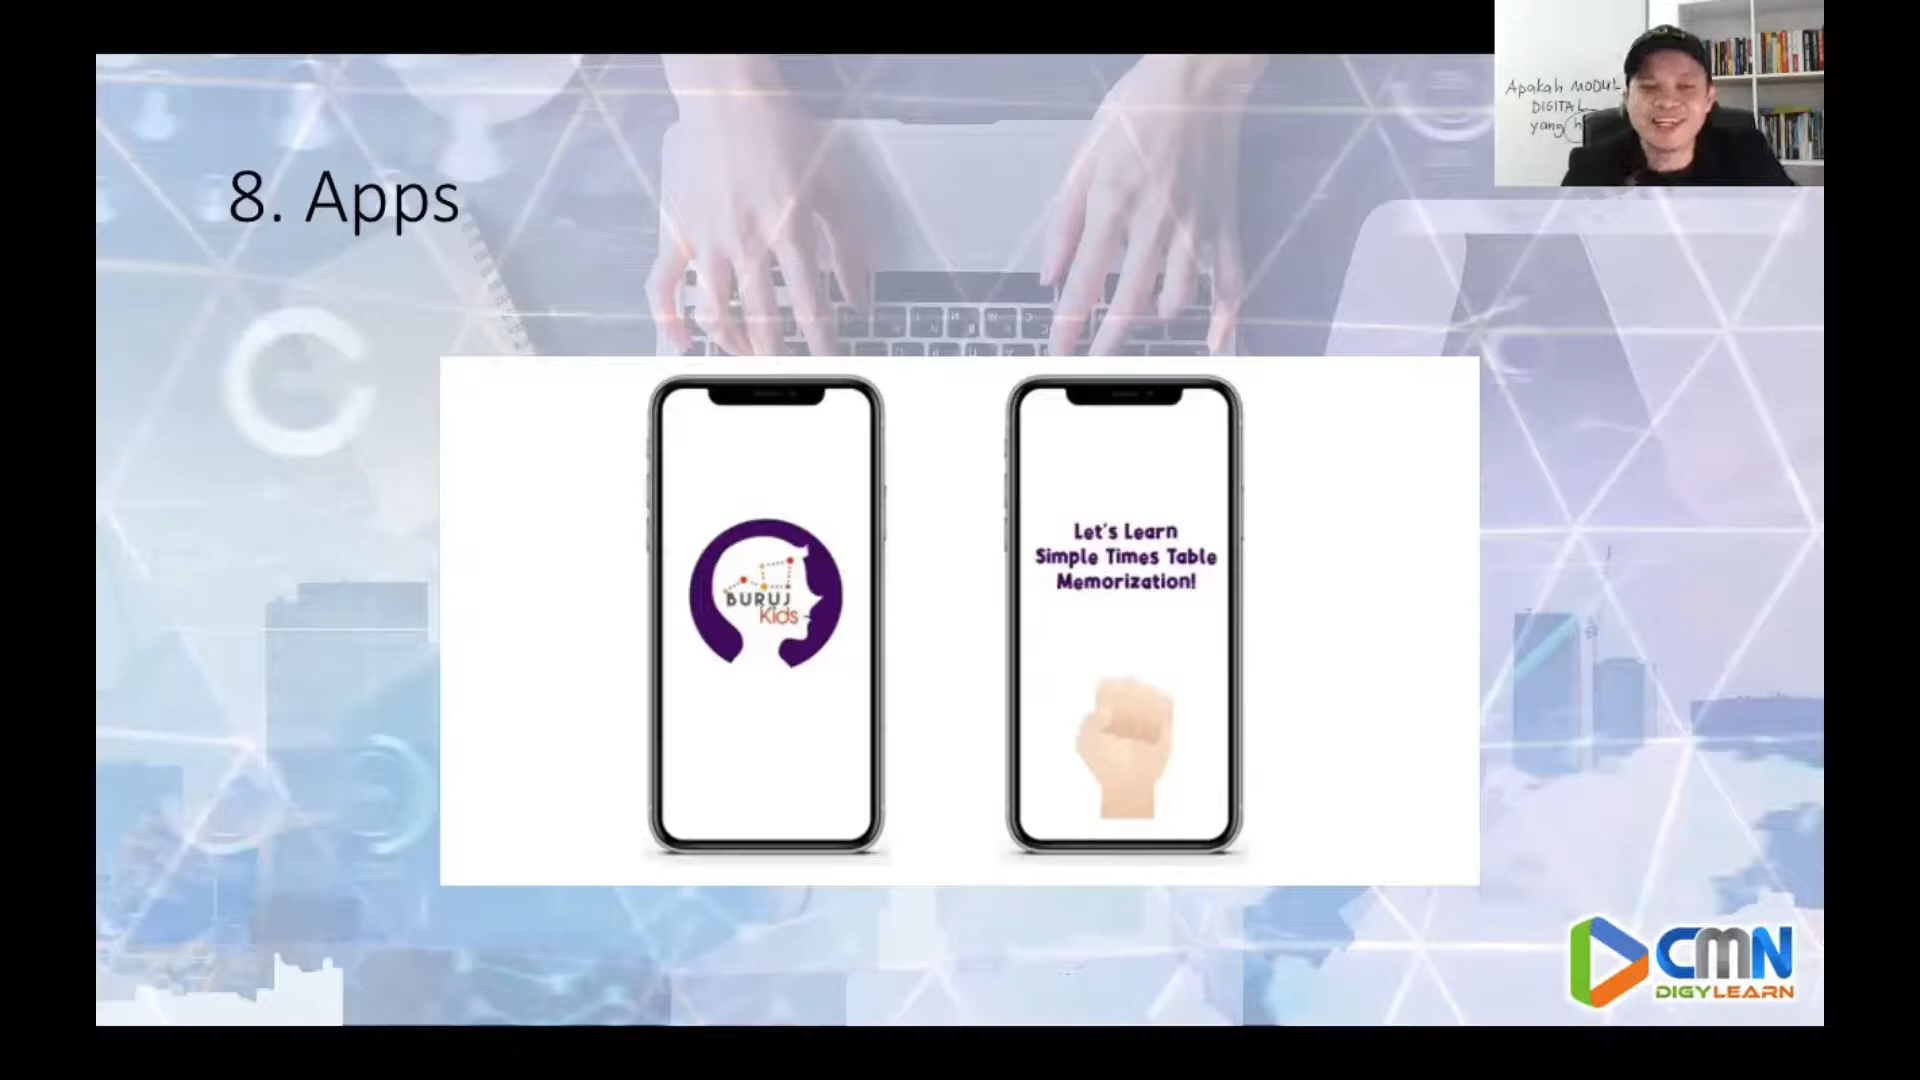 8. Apps
Apakah MODUL
DIGITAL
yang h
BURUJ
Kids
Let's Learn
Simple Times Table
Memorization!
CMN
DIGYLEARN